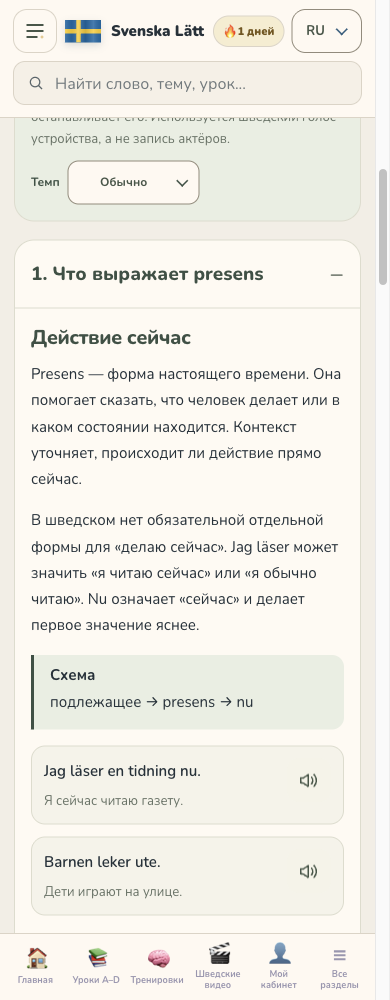 Svenska Lätt
🔥1 дней
RU
Найти слово, тему, урок...
останавливает его. Используется шведский голос
устройства, а не запись актёров.
Темп
Обычно
1. Что выражает presens
Действие сейчас
Presens — форма настоящего времени. Она
помогает сказать, что человек делает или в
каком состоянии находится. Контекст
уточняет, происходит ли действие прямо
сейчас.
В шведском нет обязательной отдельной
формы для «делаю сейчас». Jag läser может
значить «я читаю сейчас» или «я обычно
читаю». Nu означает «сейчас» и делает
первое значение яснее.
Схема
подлежащее → presens → nu
Jag läser en tidning nu.
Я сейчас читаю газету.
Barnen leker ute.
Дети играют на улице.
Главная
Уроки A–D
Тренировки
Шведские
видео
Мой
кабинет
Все
разделы